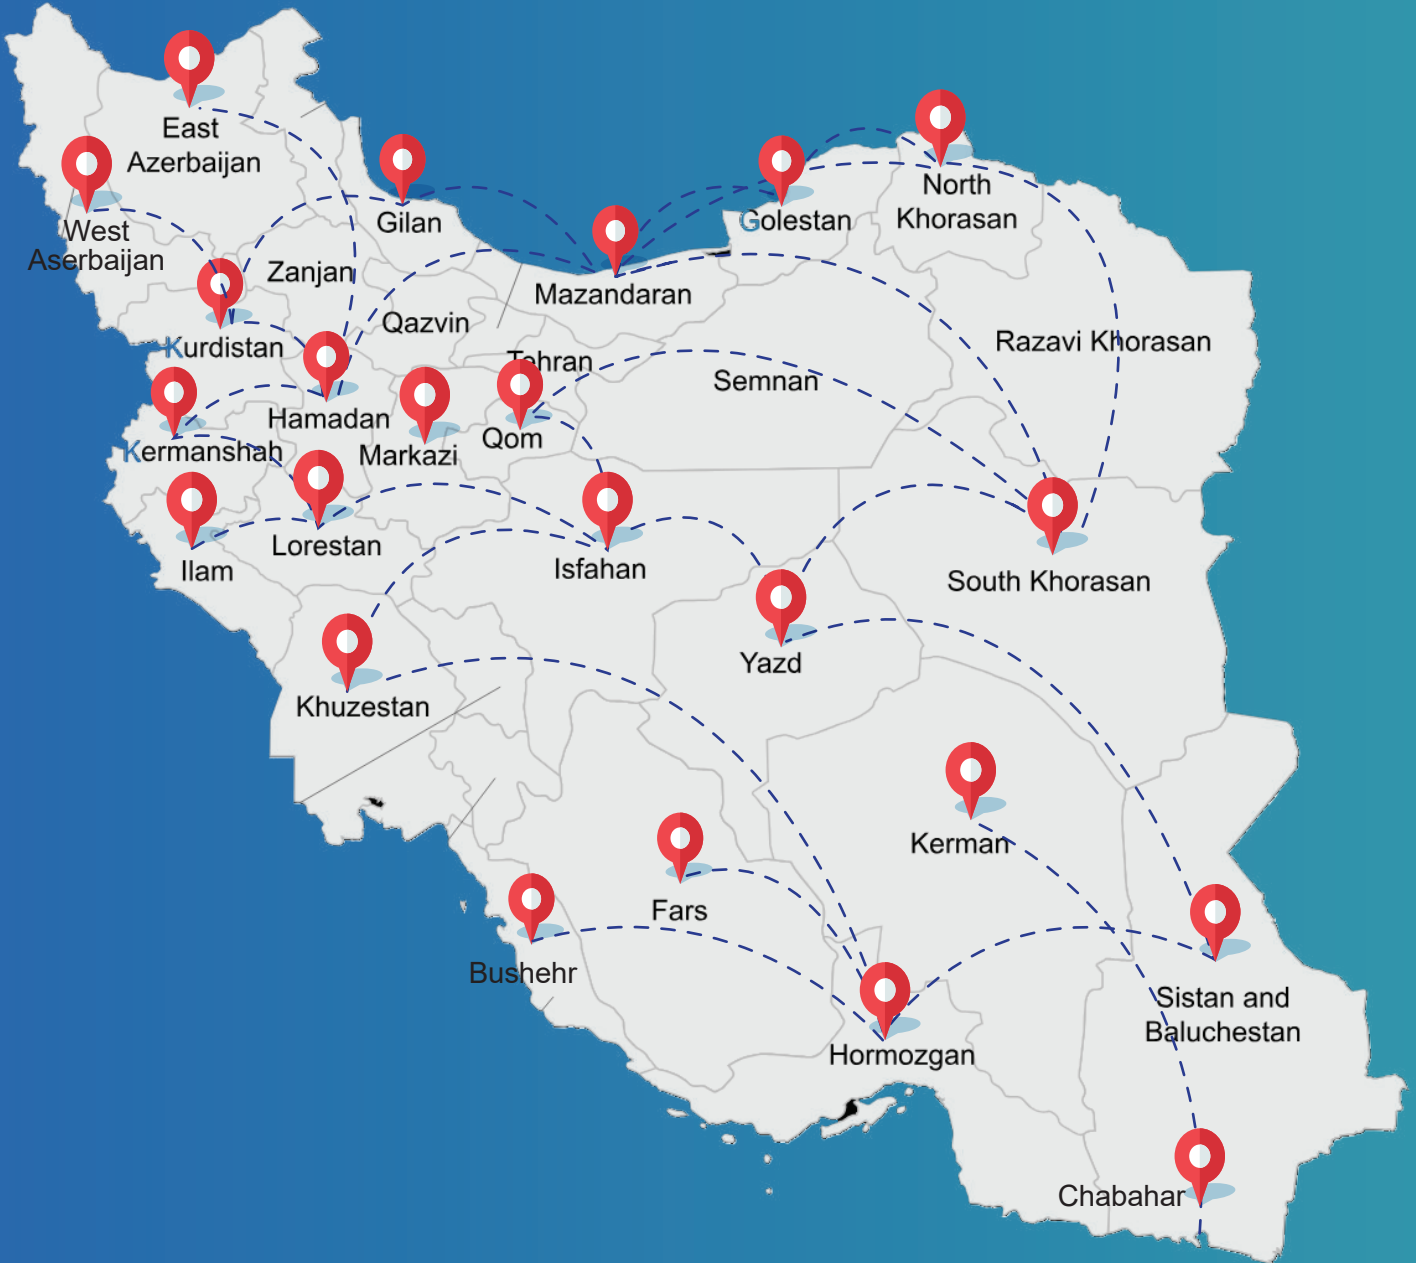 East
Azerbaijan
West
Aserbaijan
Gilan
Golestan
North
Khorasan
Zanjan
Mazandaran
Qazvin
Kurdistan
Tehran
Razavi Khorasan
Semnan
Hamadan
Qom
Kermanshah
Markazi
Lorestan
Ilam
Isfahan
South Khorasan
Yazd
Khuzestan
Kerman
Fars
Bushehr
Sistan and
Baluchestan
Hormozgan
Chabahar